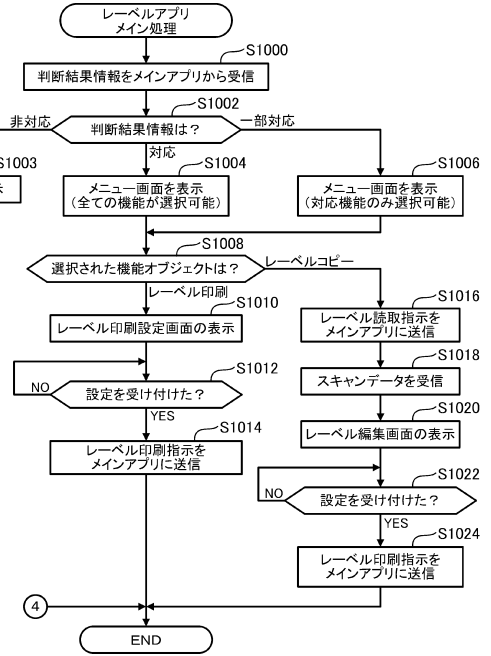 レーベルアプリ
メイン処理
S1000
判断結果情報をメインアプリから受信
S1002
非対応
判断結果情報は？
一部対応
対応
S1003
S1004
メニュー画面を表示
(全ての機能が選択可能)
S1006
メニュー画面を表示
(対応機能のみ選択可能)
S1008
選択された機能オブジェクトは？
レーベルコピー
レーベル印刷
S1010
レーベル印刷設定画面の表示
S1012
NO
設定を受け付けた？
YES
S1014
レーベル印刷指示を
メインアプリに送信
S1016
レーベル読取指示を
メインアプリに送信
S1018
スキャンデータを受信
S1020
レーベル編集画面の表示
S1022
NO
設定を受け付けた？
YES
S1024
レーベル印刷指示を
メインアプリに送信
4
END